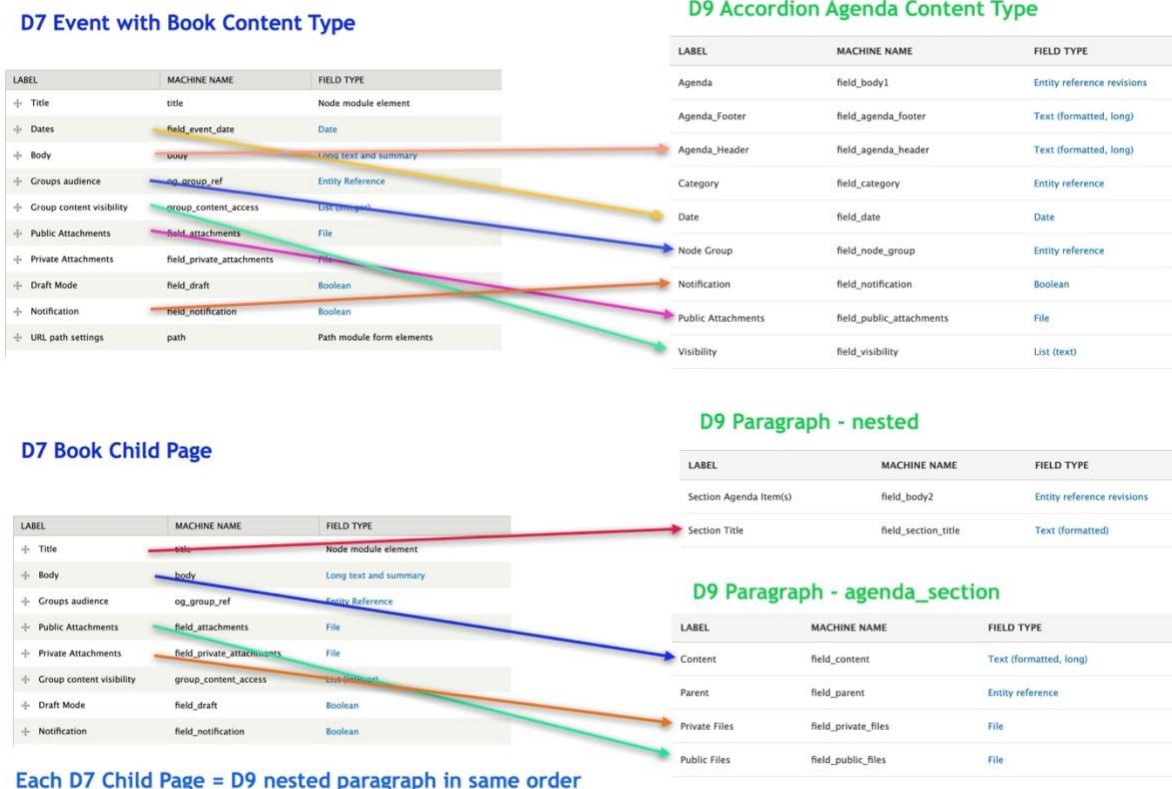 D7 Event with Book Content Type
LABEL MACHINE NAME FIELD TYPE
Title title Node module element
Dates field_event_date Date
Body body Long text and summary
Groups audience og_group_ref Entity Reference
Group content visibility group_content_access List (integer)
Public Attachments field_attachments File
Private Attachments field_private_attachments File
Draft Mode field_draft Boolean
Notification field_notification Boolean
URL path settings path Path module form elements
D9 Accordion Agenda Content Type
LABEL MACHINE NAME FIELD TYPE
Agenda field_body1 Entity reference revisions
Agenda_Footer field_agenda_footer Text (formatted, long)
Agenda_Header field_agenda_header Text (formatted, long)
Category field_category Entity reference
Date field_date Date
Node Group field_node_group Entity reference
Notification field_notification Boolean
Public Attachments field_public_attachments File
Visibility field_visibility List (text)
D7 Book Child Page
LABEL MACHINE NAME FIELD TYPE
Title title Node module element
Body body Long text and summary
Groups audience og_group_ref Entity Reference
Public Attachments field_attachments File
Private Attachments field_private_attachments File
Group content visibility group_content_access List (integer)
Draft Mode field_draft Boolean
Notification field_notification Boolean
Each D7 Child Page = D9 nested paragraph in same order
D9 Paragraph - nested
LABEL MACHINE NAME FIELD TYPE
Section Agenda Item(s) field_body2 Entity reference revisions
Section Title field_section_title Text (formatted)
D9 Paragraph - agenda_section
LABEL MACHINE NAME FIELD TYPE
Content field_content Text (formatted, long)
Parent field_parent Entity reference
Private Files field_private_files File
Public Files field_public_files File